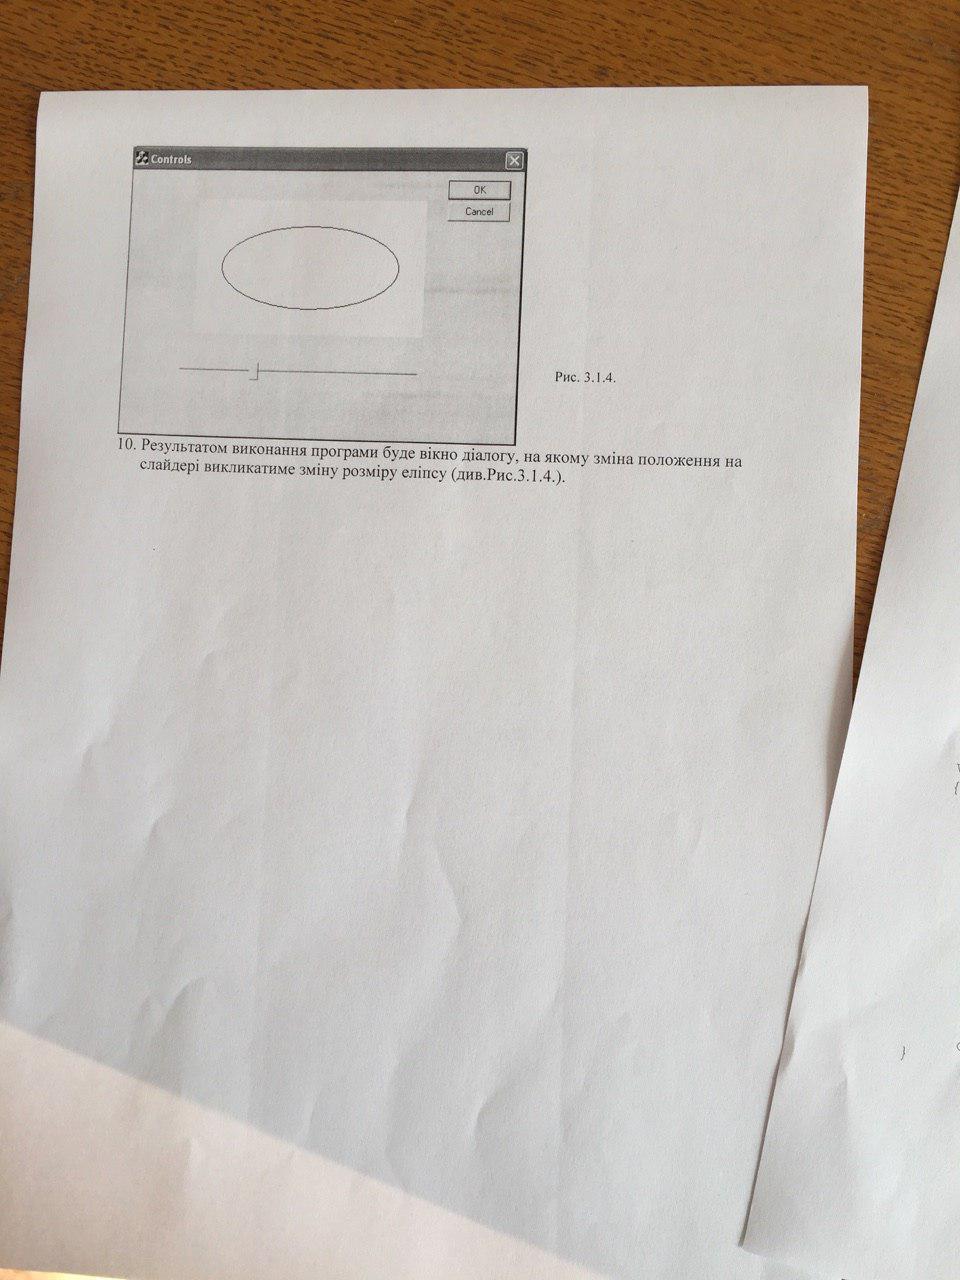 Controls
OK
Cancel
Рис. 3.1.4.
10. Результатом виконання програми буде вікно діалогу, на якому зміна положення на
слайдері викликатиме зміну розміру еліпсу (див.Рис.3.1.4.).
{
}